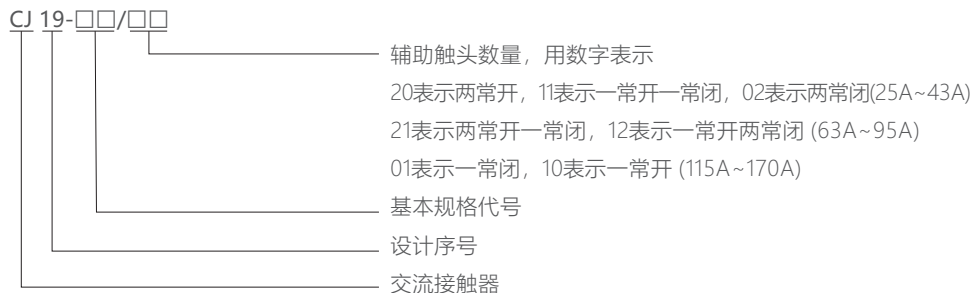 CJ 19-□□/□□
辅助触头数量，用数字表示
20表示两常开，11表示一常开一常闭，02表示两常闭(25A~43A)
21表示两常开一常闭，12表示一常开两常闭 (63A~95A)
01表示一常闭，10表示一常开 (115A~170A)
基本规格代号
设计序号
交流接触器